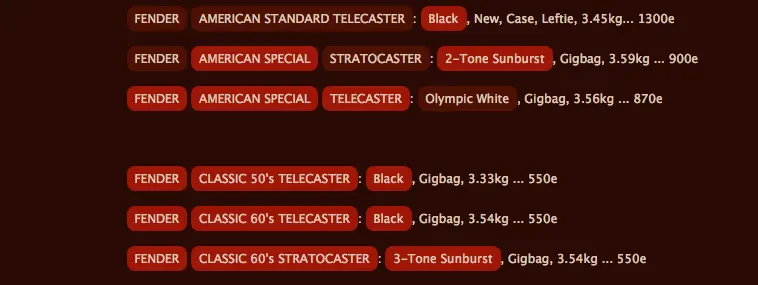 FENDER AMERICAN STANDARD TELECASTER: Black, New, Case, Leftie, 3.45kg... 1300e
FENDER AMERICAN SPECIAL STRATOCASTER: 2-Tone Sunburst, Gigbag, 3.59kg ... 900e
FENDER AMERICAN SPECIAL TELECASTER: Olympic White, Gigbag, 3.56kg ... 870e
FENDER CLASSIC 50's TELECASTER: Black, Gigbag, 3.33kg ... 550e
FENDER CLASSIC 60's TELECASTER: Black, Gigbag, 3.54kg ... 550e
FENDER CLASSIC 60's STRATOCASTER: 3-Tone Sunburst, Gigbag, 3.54kg ... 550e